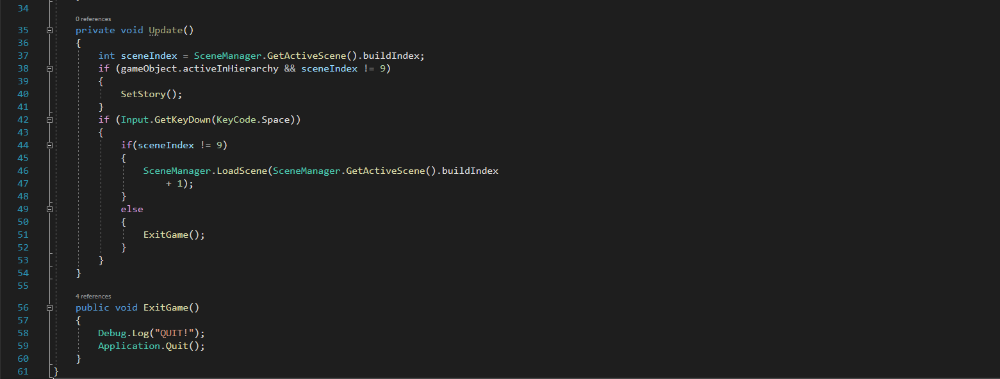 34
0 references
35 private void Update()
36 {
37 int sceneIndex = SceneManager.GetActiveScene().buildIndex;
38 if (gameObject.activeInHierarchy && sceneIndex != 9)
39 {
40 SetStory();
41 }
42 if (Input.GetKeyDown(KeyCode.Space))
43 {
44 if(sceneIndex != 9)
45 {
46 SceneManager.LoadScene(SceneManager.GetActiveScene().buildIndex
47 + 1);
48 }
49 else
50 {
51 ExitGame();
52 }
53 }
54 }
55
4 references
56 public void ExitGame()
57 {
58 Debug.Log("QUIT!");
59 Application.Quit();
60 }
61 }